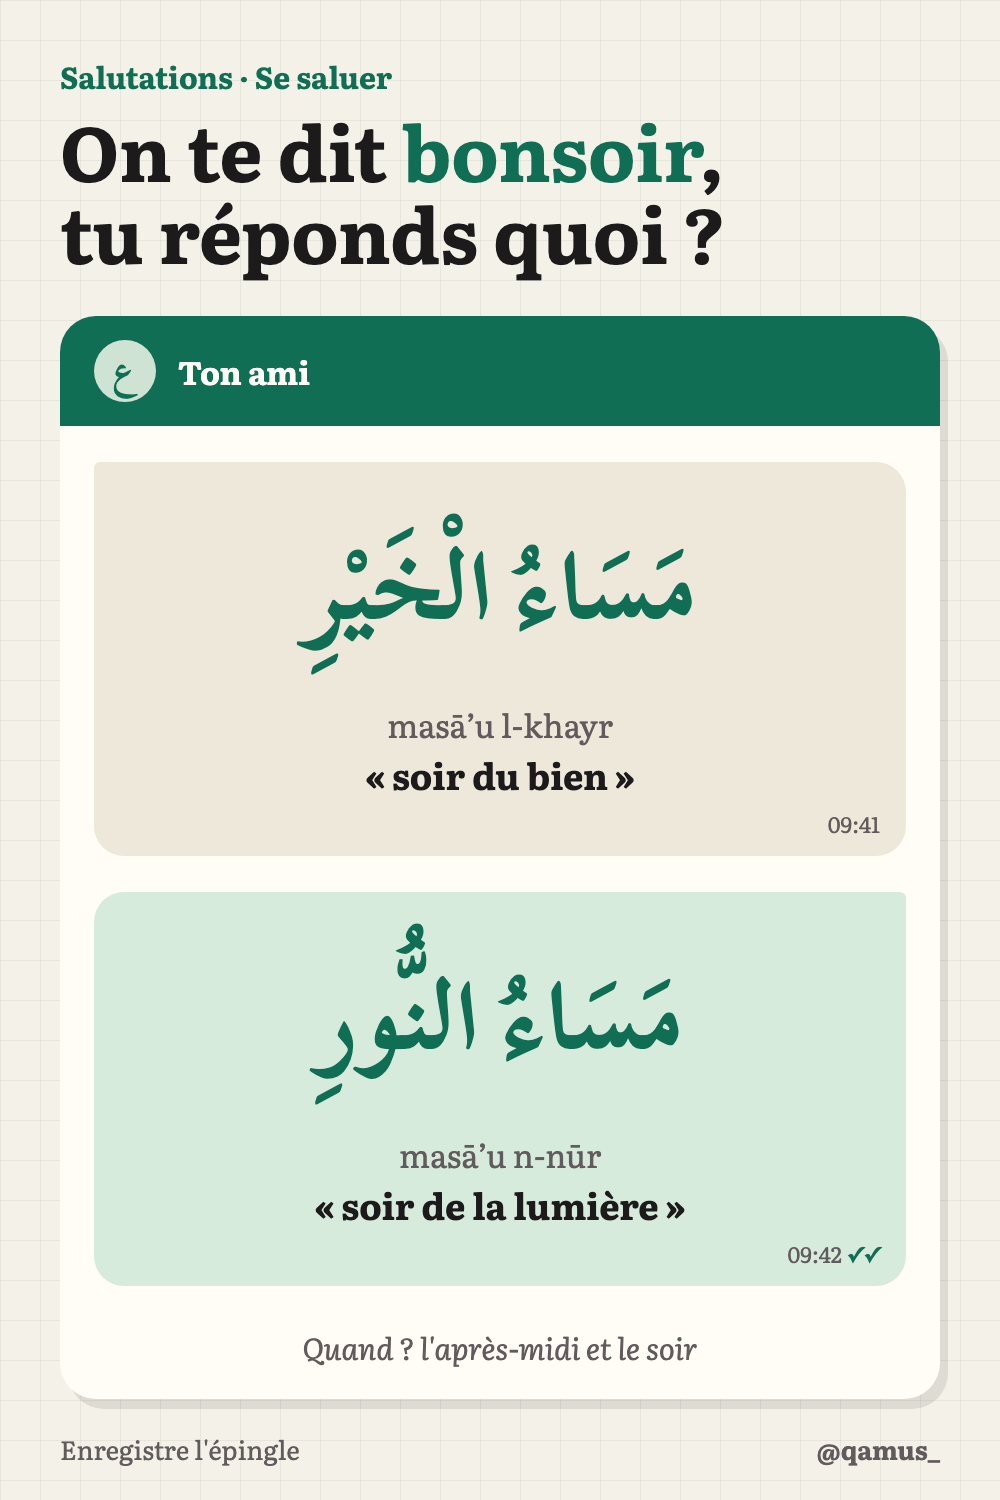 Salutations · Se saluer
On te dit bonsoir,
tu réponds quoi ?
ع
Ton ami
مَسَاءُ الْخَيْرِ
masā’u l-khayr
« soir du bien »
09:41
مَسَاءُ النُّورِ
masā’u n-nūr
« soir de la lumière »
09:42 ✓✓
Quand ? l'après-midi et le soir
Enregistre l'épingle
@qamus_